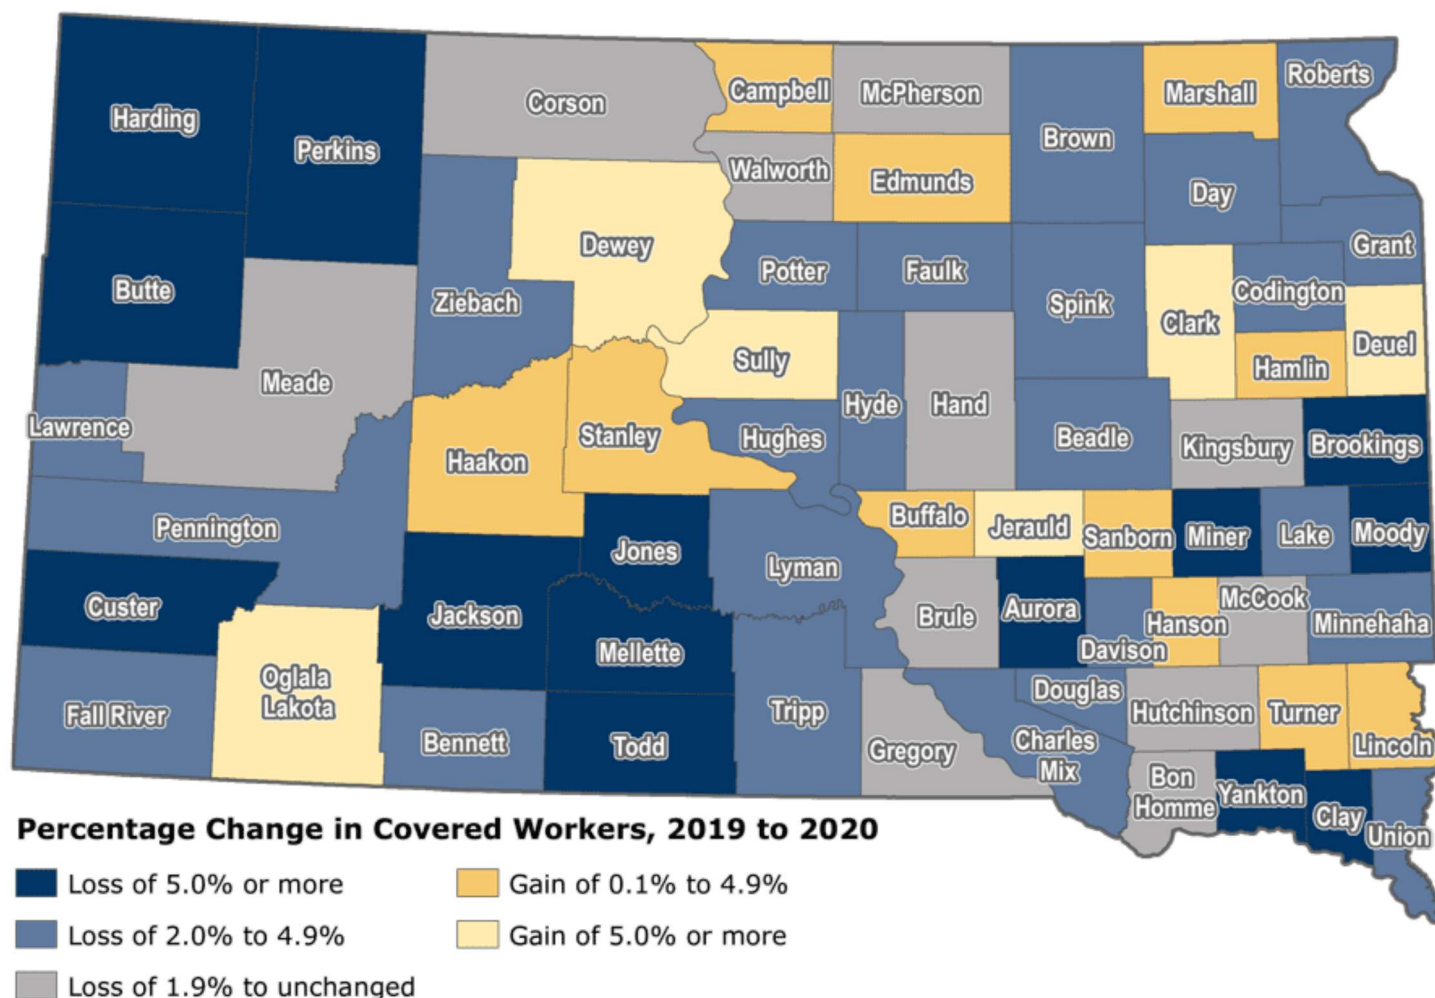 Harding
Perkins
Corson
Campbell
McPherson
Brown
Marshall
Roberts
Walworth
Edmunds
Day
Butte
Ziebach
Dewey
Potter
Faulk
Spink
Clark
Codington
Grant
Meade
Sully
Hamlin
Deuel
Lawrence
Haakon
Stanley
Hughes
Hyde
Hand
Beadle
Kingsbury
Brookings
Pennington
Jones
Lyman
Buffalo
Jerauld
Sanborn
Miner
Lake
Moody
Custer
Jackson
Mellette
Brule
Aurora
Davison
Hanson
McCook
Minnehaha
Fall River
Oglala
Lakota
Bennett
Todd
Tripp
Gregory
Charles
Mix
Douglas
Hutchinson
Turner
Lincoln
Bon
Homme
Yankton
Clay
Union
Percentage Change in Covered Workers, 2019 to 2020
Loss of 5.0% or more
Loss of 2.0% to 4.9%
Loss of 1.9% to unchanged
Gain of 0.1% to 4.9%
Gain of 5.0% or more